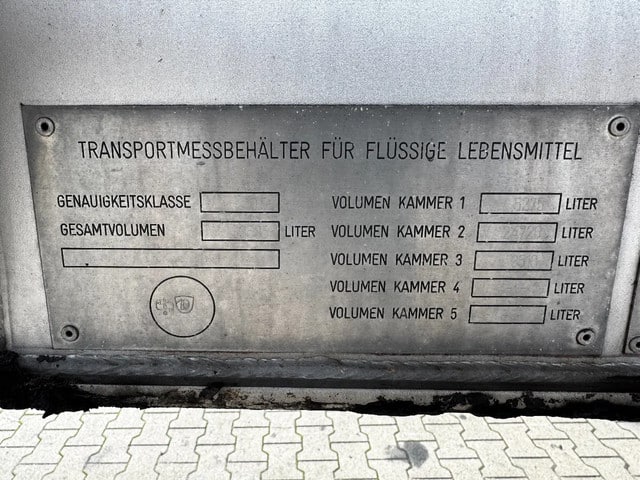 TRANSPORTMESSBEHÄLTER FÜR FLÜSSIGE LEBENSMITTEL
GENAUIGKEITSKLASSE
GESAMTVOLUMEN LITER
VOLUMEN KAMMER 1 LITER
VOLUMEN KAMMER 2 LITER
VOLUMEN KAMMER 3 LITER
VOLUMEN KAMMER 4 LITER
VOLUMEN KAMMER 5 LITER